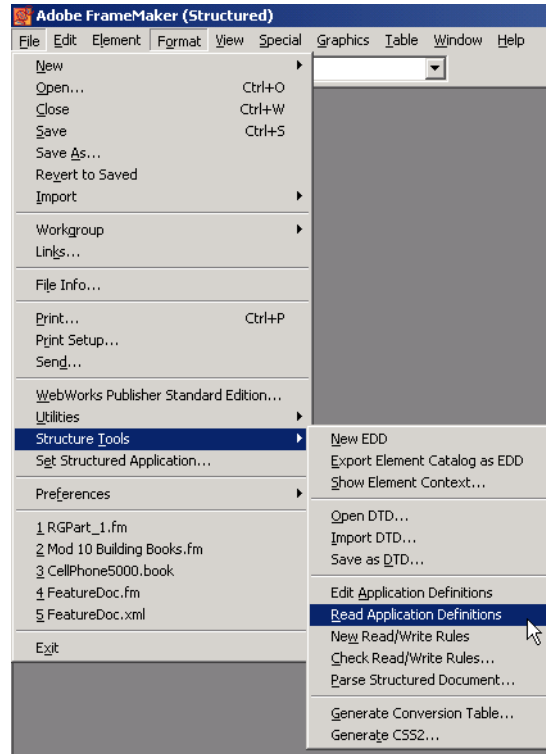 Adobe FrameMaker (Structured)
File Edit Element Format View Special Graphics Table Window Help
New
Open... Ctrl+O
Close Ctrl+W
Save Ctrl+S
Save As...
Revert to Saved
Import
Workgroup
Links...
File Info...
Print... Ctrl+P
Print Setup...
Send...
WebWorks Publisher Standard Edition...
Utilities
Structure Tools
Set Structured Application...
Preferences
1 RGPart_1.fm
2 Mod 10 Building Books.fm
3 CellPhone5000.book
4 FeatureDoc.fm
5 FeatureDoc.xml
Exit
New EDD
Export Element Catalog as EDD
Show Element Context...
Open DTD...
Import DTD...
Save as DTD...
Edit Application Definitions
Read Application Definitions
New Read/Write Rules
Check Read/Write Rules...
Parse Structured Document...
Generate Conversion Table...
Generate CSS2...